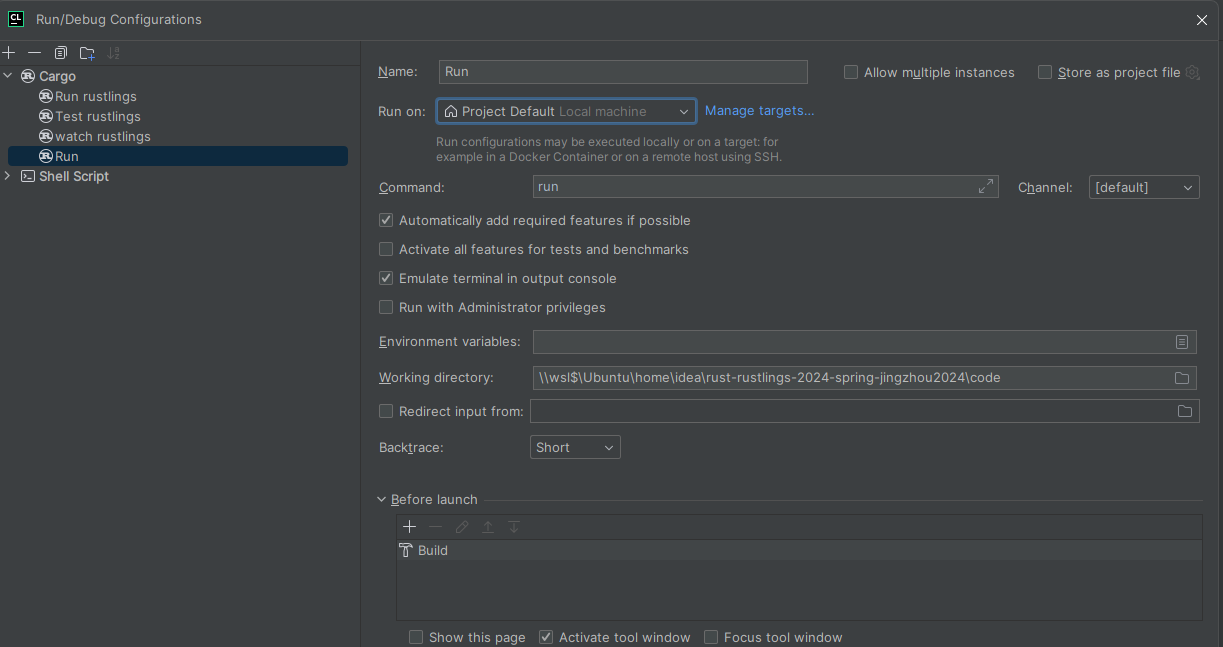 CL Run/Debug Configurations
Cargo
Run rustlings
Test rustlings
watch rustlings
Run
Shell Script
Name: Run Allow multiple instances Store as project file
Run on: Project Default Local machine Manage targets...
Run configurations may be executed locally or on a target: for
example in a Docker Container or on a remote host using SSH.
Command: run Channel: [default]
Automatically add required features if possible
Activate all features for tests and benchmarks
Emulate terminal in output console
Run with Administrator privileges
Environment variables:
Working directory: \\wsl$\Ubuntu\home\idea\rust-rustlings-2024-spring-jingzhou2024\code
Redirect input from:
Backtrace: Short
Before launch
Build
Show this page Activate tool window Focus tool window